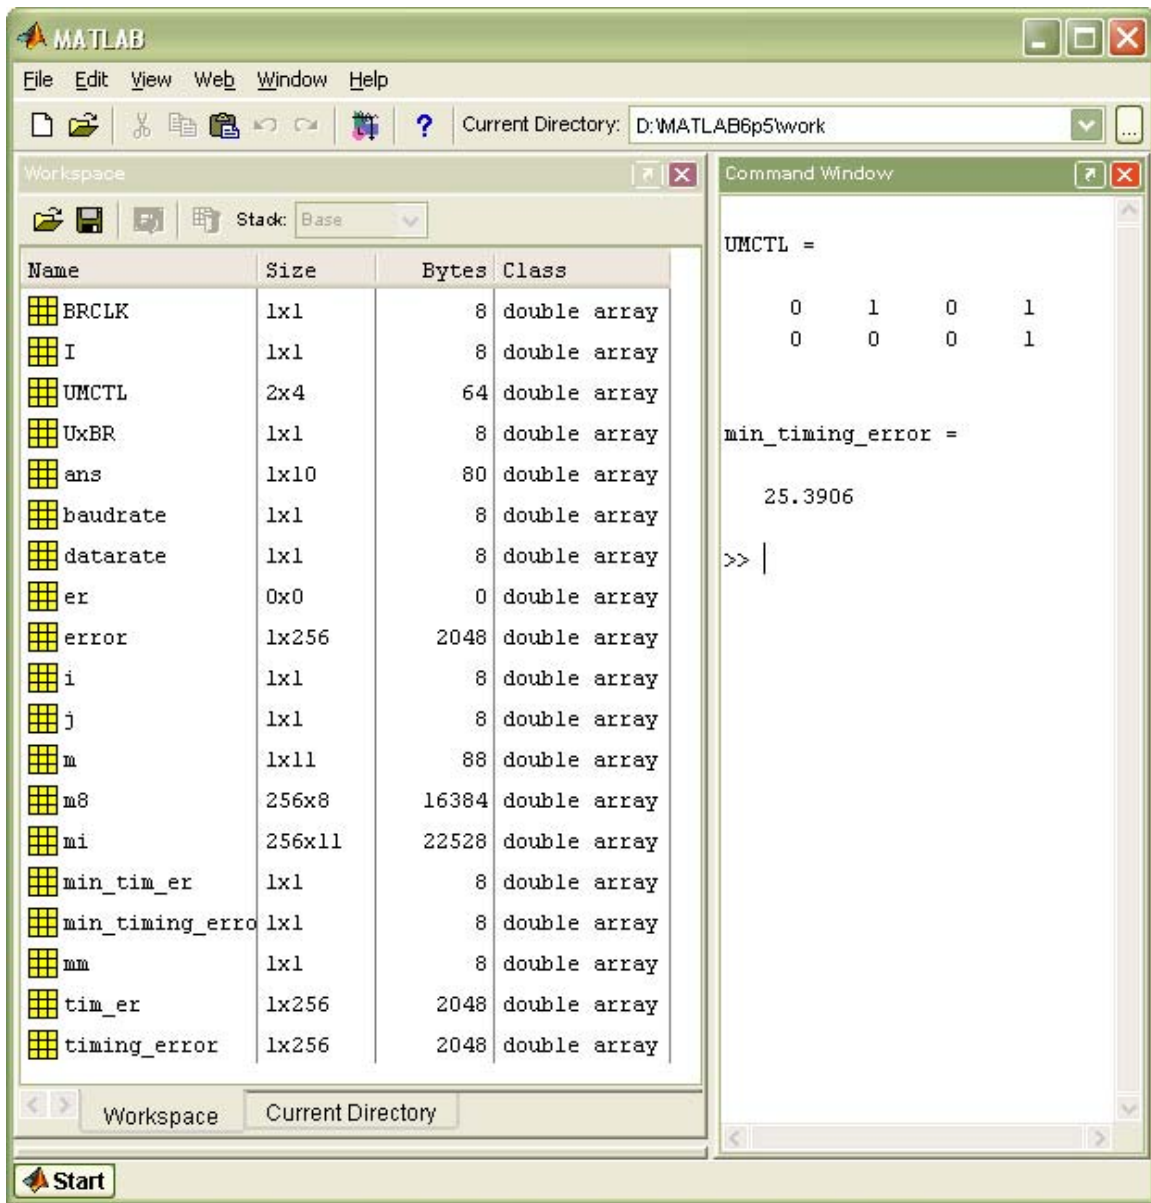 MATLAB
File Edit View Web Window Help
? Current Directory: D:\MATLAB6p5\work ...
Workspace
Stack: Base
Name Size Bytes Class
BRCLK 1x1 8 double array
I 1x1 8 double array
UMCTL 2x4 64 double array
UxBR 1x1 8 double array
ans 1x10 80 double array
baudrate 1x1 8 double array
datarate 1x1 8 double array
er 0x0 0 double array
error 1x256 2048 double array
i 1x1 8 double array
j 1x1 8 double array
m 1x11 88 double array
m8 256x8 16384 double array
mi 256x11 22528 double array
min_tim_er 1x1 8 double array
min_timing_erro 1x1 8 double array
mm 1x1 8 double array
tim_er 1x256 2048 double array
timing_error 1x256 2048 double array
Workspace Current Directory
Command Window
UMCTL =
0 1 0 1
0 0 0 1
min_timing_error =
25.3906
>>
Start